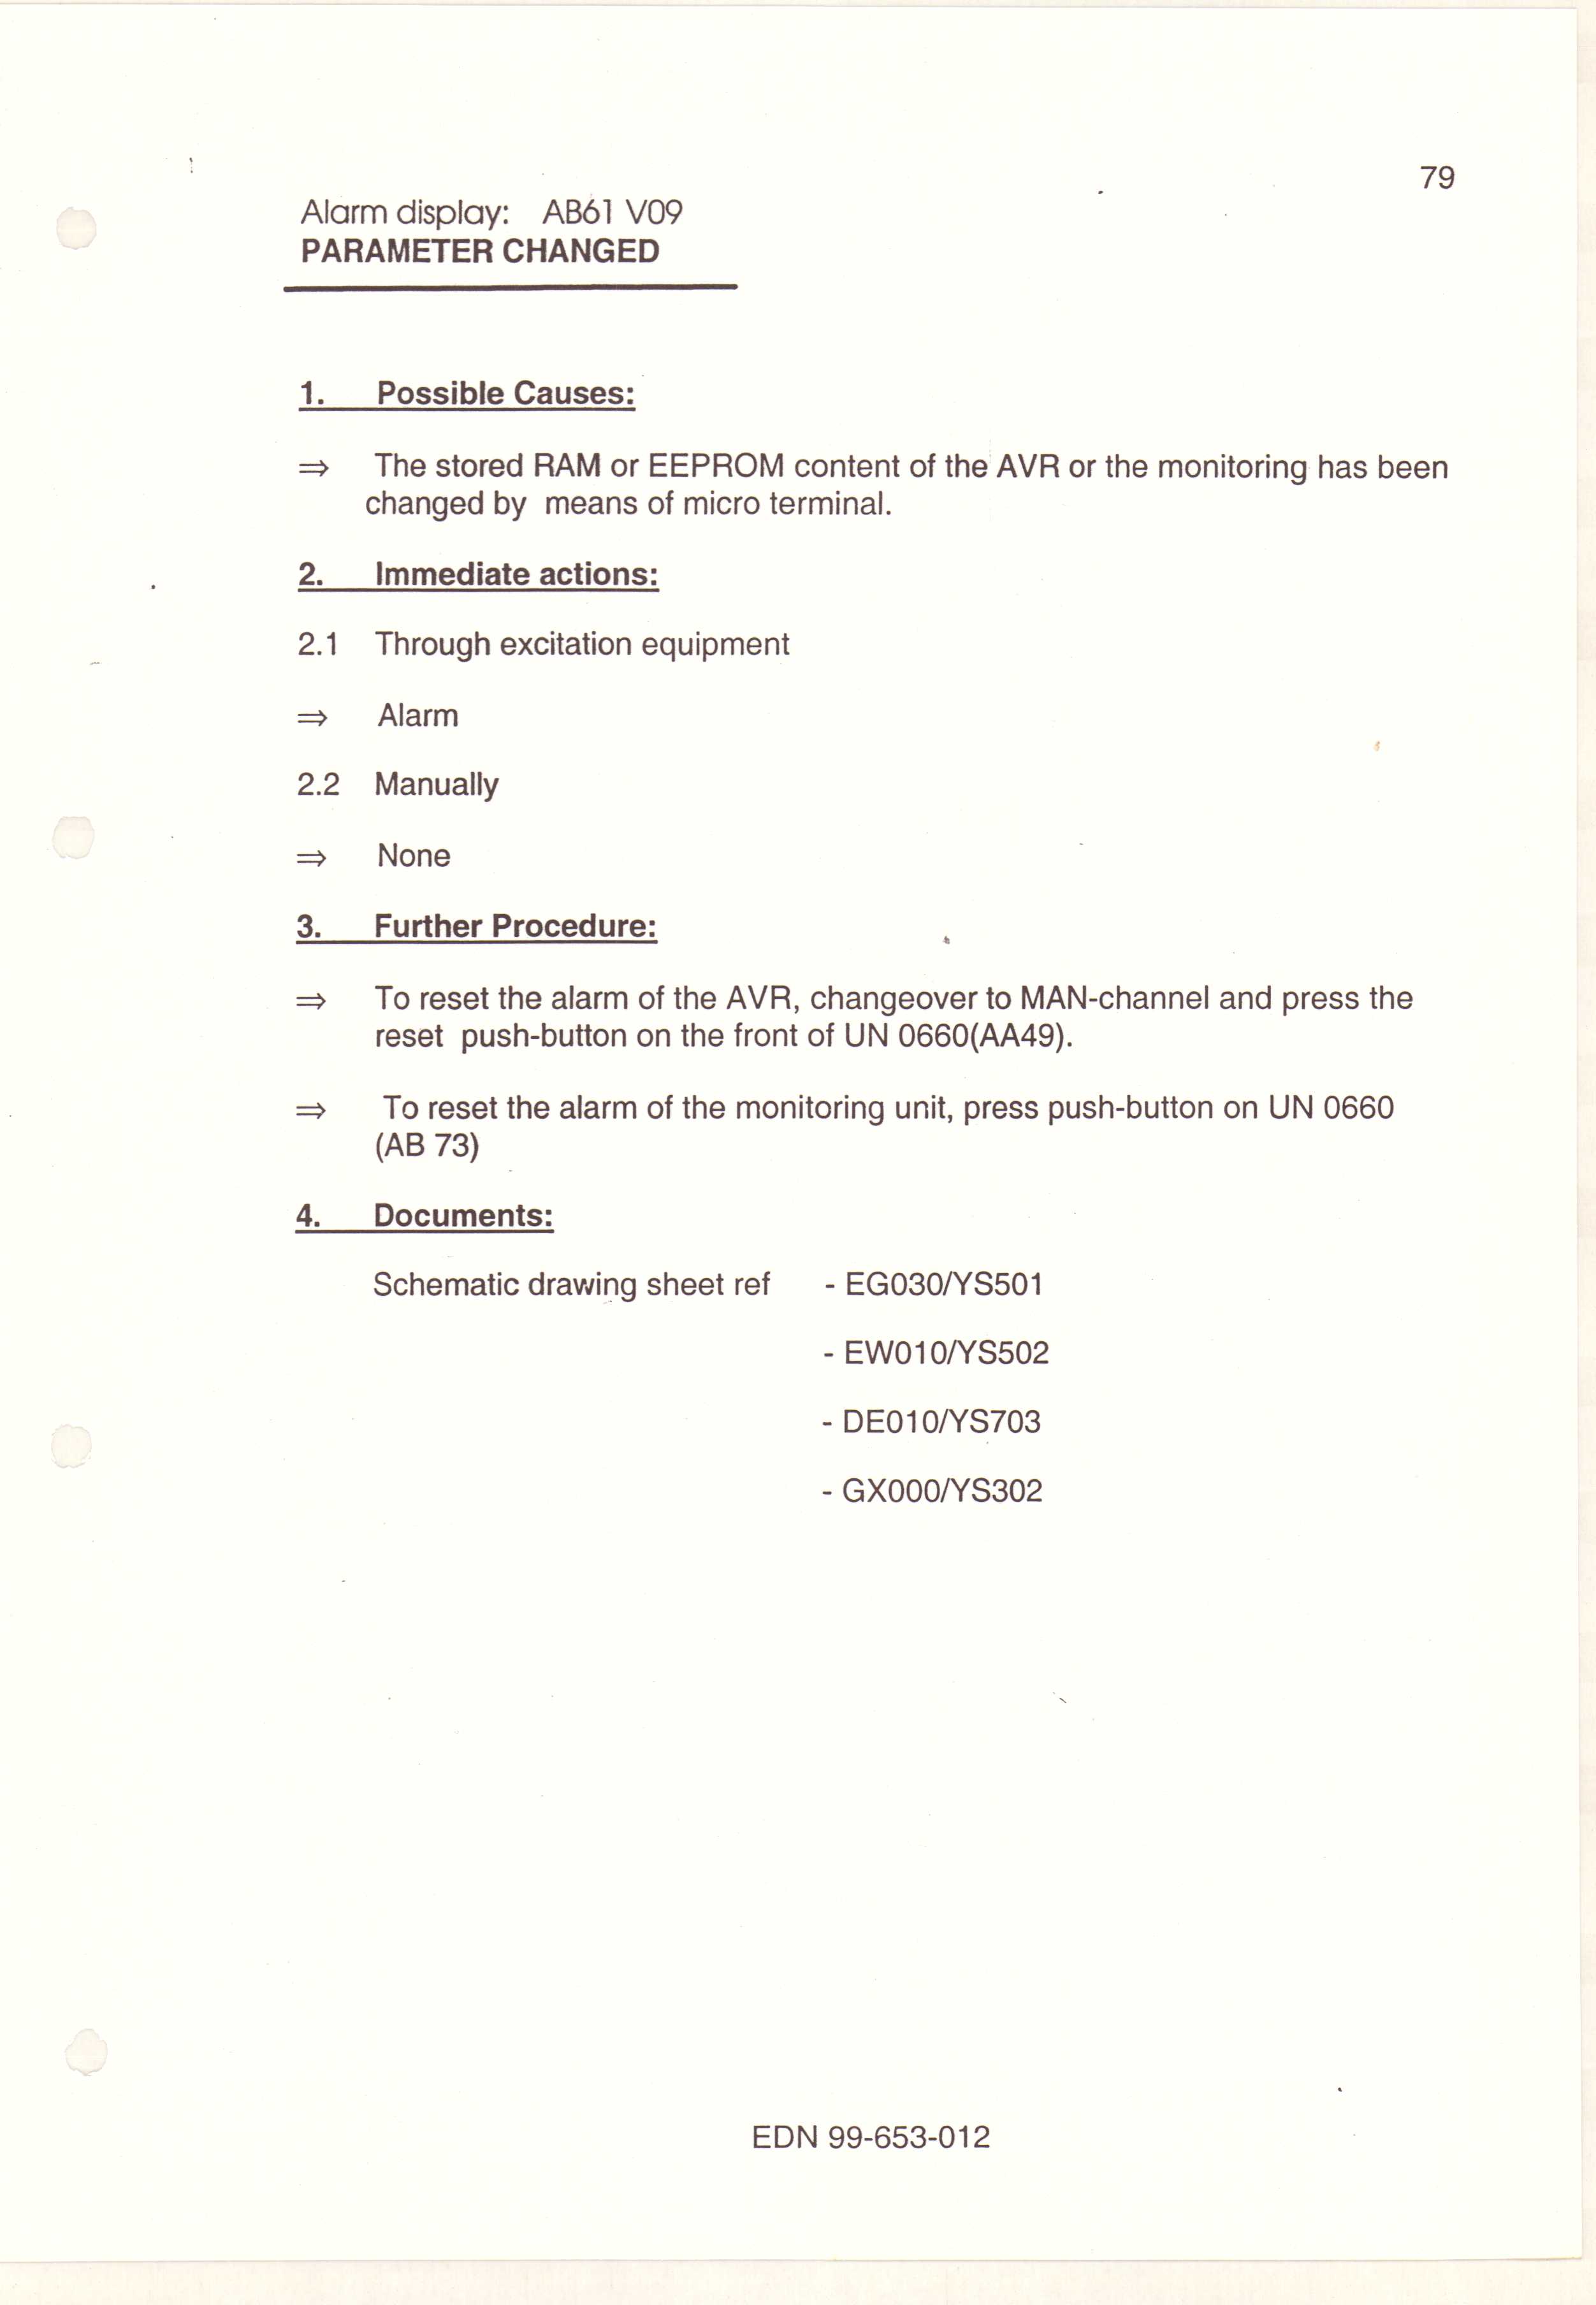 79
Alarm display: AB61 V09
PARAMETER CHANGED
1. Possible Causes:
⇒ The stored RAM or EEPROM content of the AVR or the monitoring has been
changed by means of micro terminal.
2. Immediate actions:
2.1 Through excitation equipment
⇒ Alarm
2.2 Manually
⇒ None
3. Further Procedure:
⇒ To reset the alarm of the AVR, changeover to MAN-channel and press the
reset push-button on the front of UN 0660(AA49).
⇒ To reset the alarm of the monitoring unit, press push-button on UN 0660
(AB 73)
4. Documents:
Schematic drawing sheet ref - EG030/YS501
- EW010/YS502
- DE010/YS703
- GX000/YS302
EDN 99-653-012